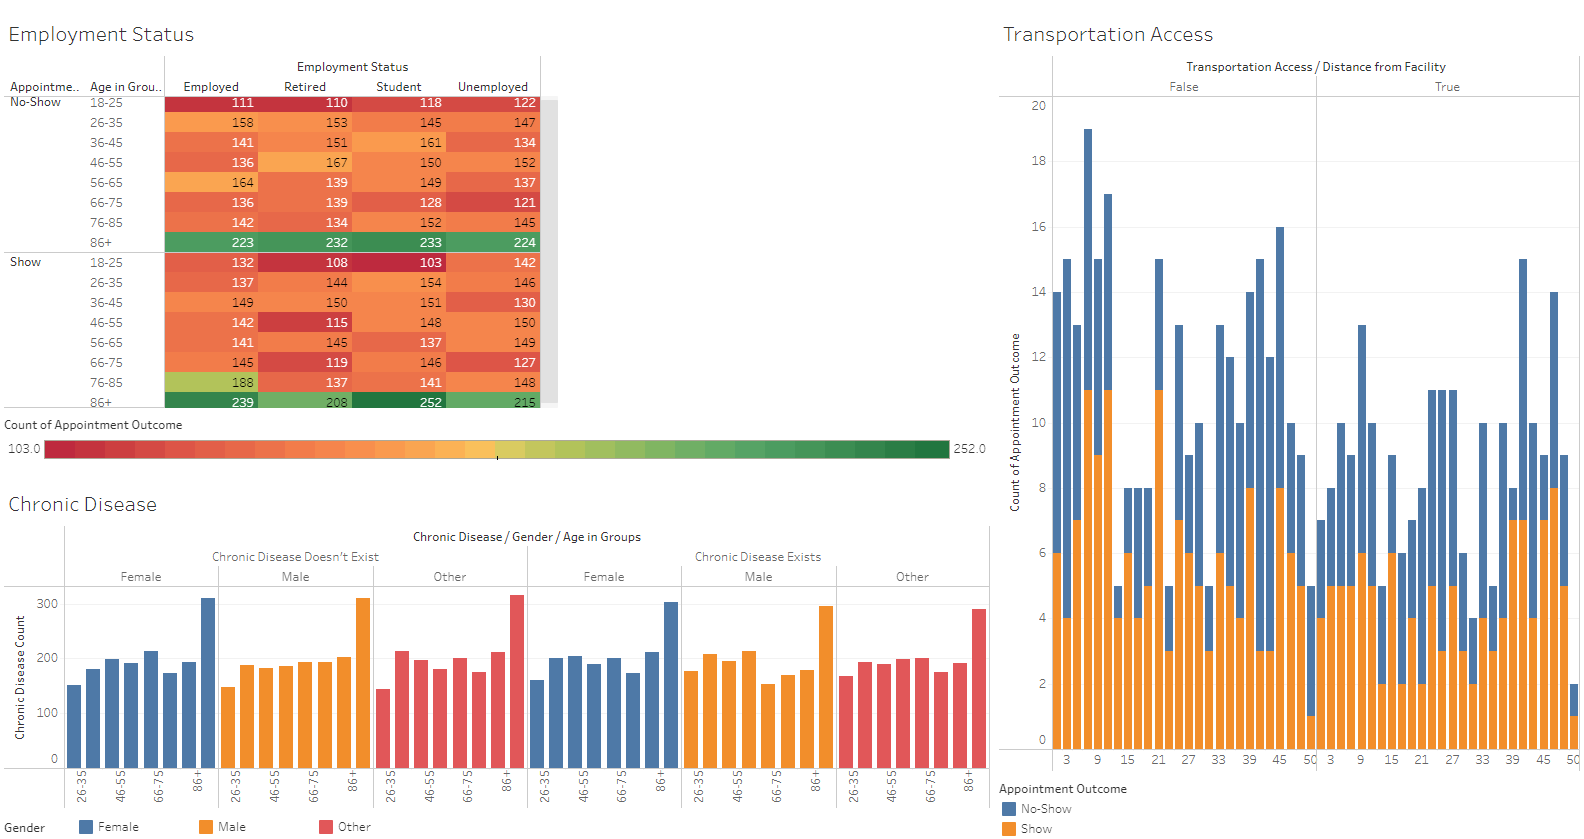 Employment Status
Employment Status
Appointme.. Age in Grou.. Employed Retired Student Unemployed
No-Show 18-25 111 110 118 122
26-35 158 153 145 147
36-45 141 151 161 134
46-55 136 167 150 152
56-65 164 139 149 137
66-75 136 139 128 121
76-85 142 134 152 145
86+ 223 232 233 224
Show 18-25 132 108 103 142
26-35 137 144 154 146
36-45 149 150 151 130
46-55 142 115 148 150
56-65 141 145 137 149
66-75 145 119 146 127
76-85 188 137 141 148
86+ 239 208 252 215
Count of Appointment Outcome
103.0 252.0
Chronic Disease
Chronic Disease / Gender / Age in Groups
Chronic Disease Doesn't Exist Chronic Disease Exists
Female Male Other Female Male Other
Chronic Disease Count
300
200
100
0
26-35 46-55 66-75 86+ 26-35 46-55 66-75 86+ 26-35 46-55 66-75 86+ 26-35 46-55 66-75 86+ 26-35 46-55 66-75 86+ 26-35 46-55 66-75 86+
Gender Female Male Other
Transportation Access
Transportation Access / Distance from Facility
False True
Count of Appointment Outcome
20
18
16
14
12
10
8
6
4
2
0
3 9 15 21 27 33 39 45 50 3 9 15 21 27 33 39 45 50
Appointment Outcome
No-Show
Show